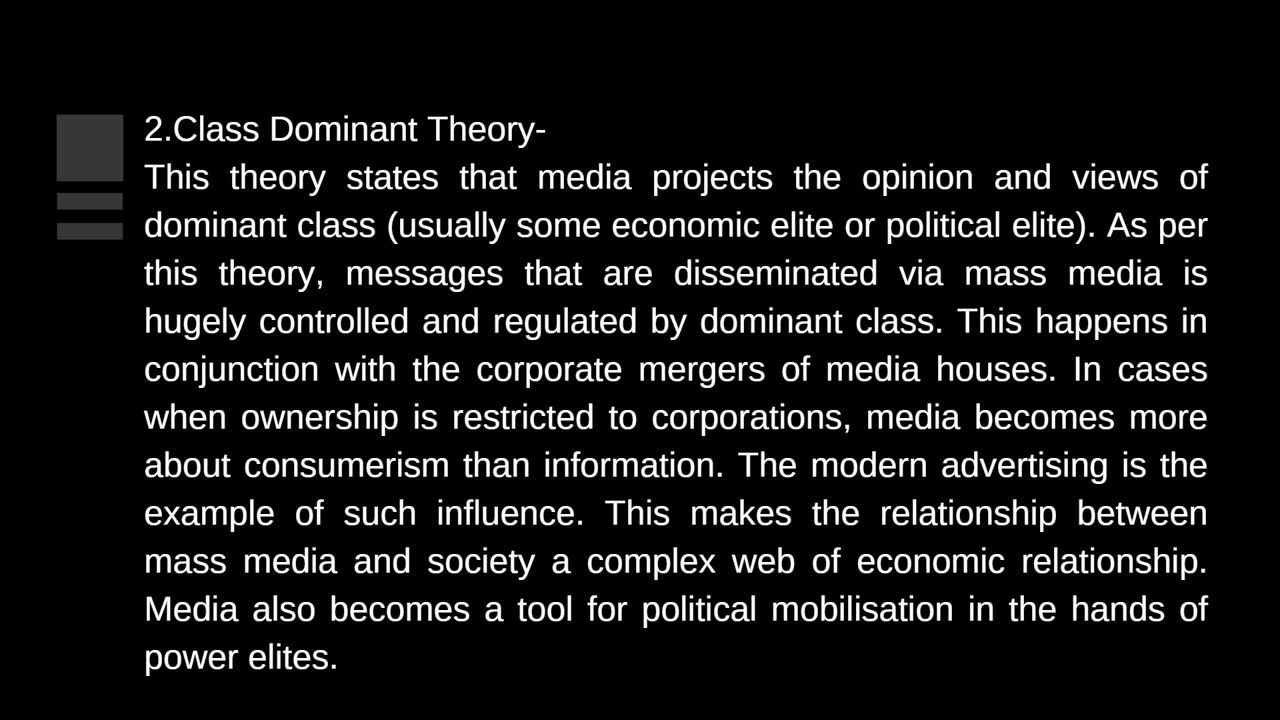 2.Class Dominant Theory-
This theory states that media projects the opinion and views of
dominant class (usually some economic elite or political elite). As per
this theory, messages that are disseminated via mass media is
hugely controlled and regulated by dominant class. This happens in
conjunction with the corporate mergers of media houses. In cases
when ownership is restricted to corporations, media becomes more
about consumerism than information. The modern advertising is the
example of such influence. This makes the relationship between
mass media and society a complex web of economic relationship.
Media also becomes a tool for political mobilisation in the hands of
power elites.